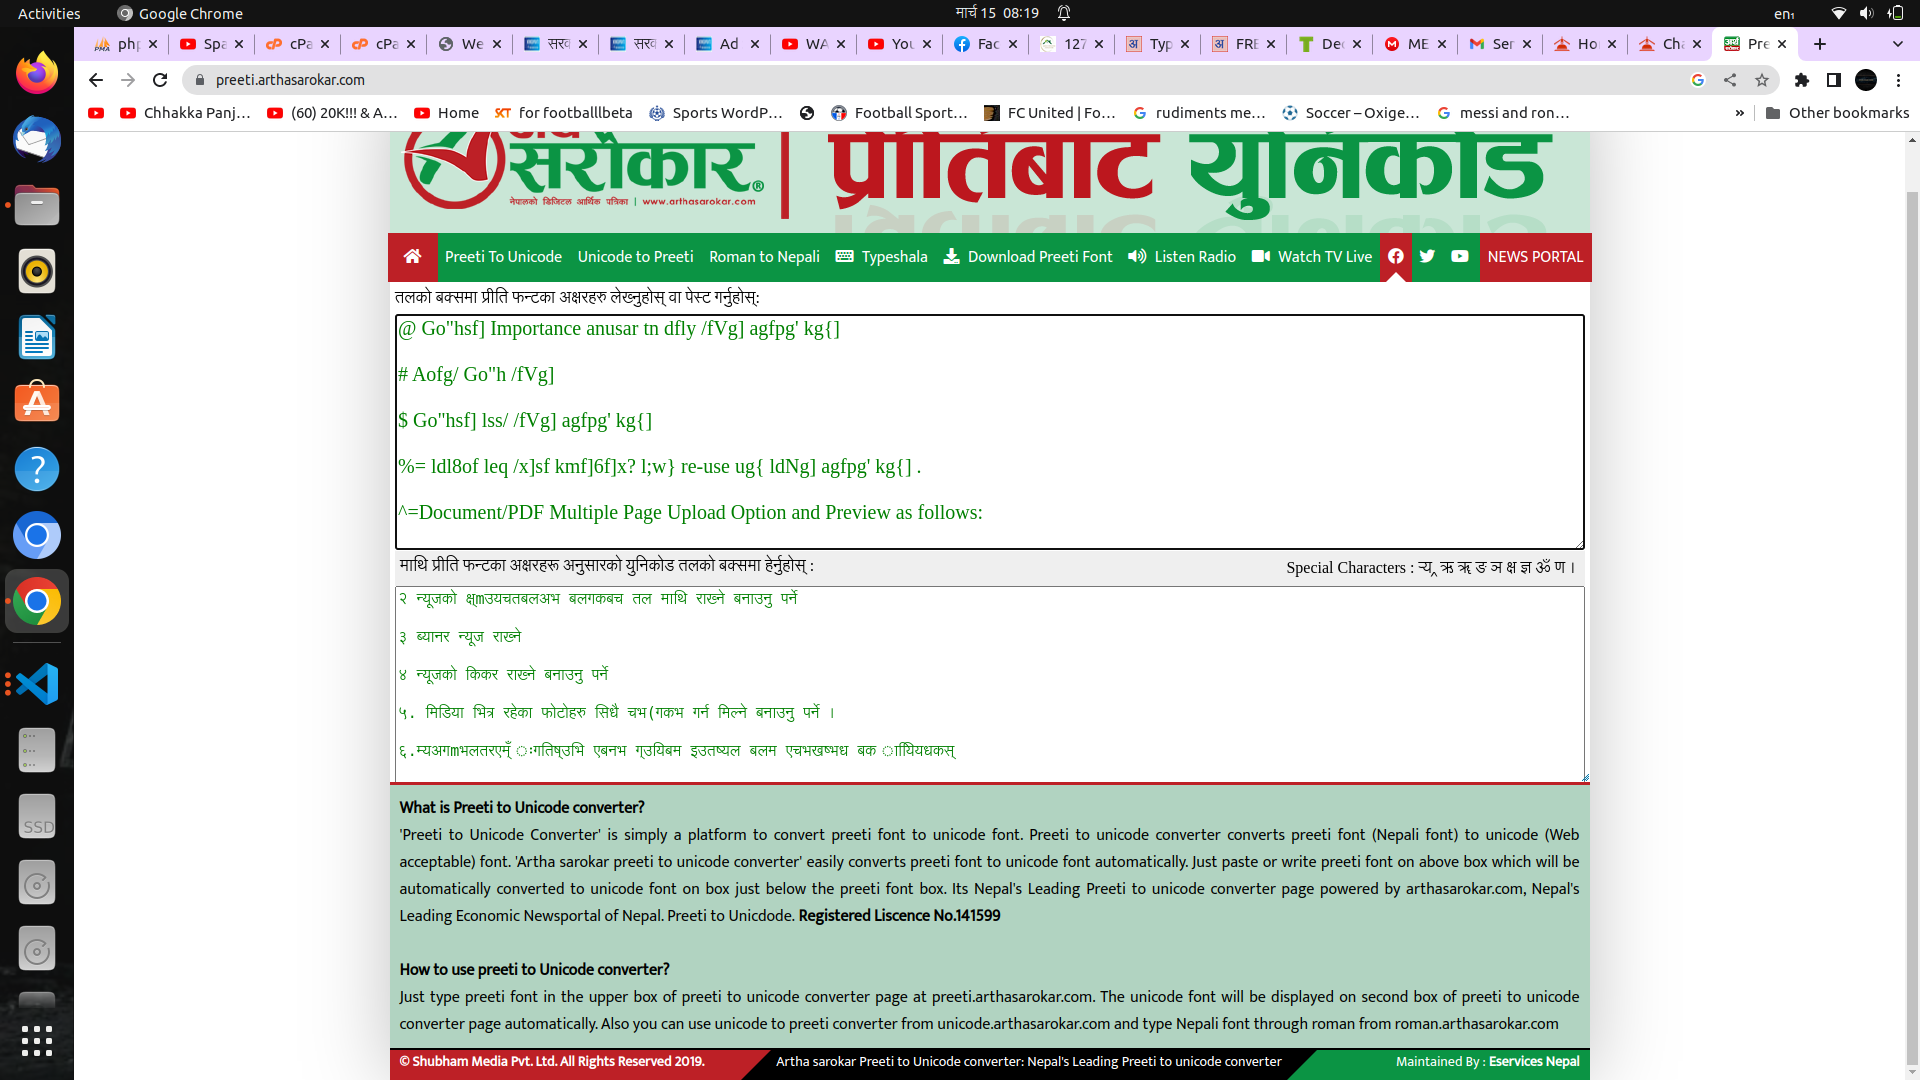 Activities
Google Chrome
मार्च 15 08:19
en₁
php
Spa
cPa
cPa
We
सरव
सरव
Ad
WA
You
Fac
127
Typ
FRE
Dec
ME
Ser
Ho
Cha
Pre
preeti.arthasarokar.com
Chhakka Panj…
(60) 20K!!! & A…
Home
for footballlbeta
Sports WordP…
Football Sport…
FC United | Fo…
rudiments me…
Soccer – Oxige…
messi and ron…
»
Other bookmarks
सरोकार® प्रीतिबाट युनिकोड
नेपालको डिजिटल आर्थिक पत्रिका | www.arthasarokar.com
Preeti To Unicode
Unicode to Preeti
Roman to Nepali
Typeshala
Download Preeti Font
Listen Radio
Watch TV Live
NEWS PORTAL
तलको बक्समा प्रीति फन्टका अक्षरहरु लेख्नुहोस् वा पेस्ट गर्नुहोस्:
@ Go"hsf] Importance anusar tn dfly /fVg] agfpg' kg{]
# Aofg/ Go"h /fVg]
$ Go"hsf] lss/ /fVg] agfpg' kg{]
%= ldl8of leq /x]sf kmf]6f]x? l;w} re-use ug{ ldNg] agfpg' kg{] .
^=Document/PDF Multiple Page Upload Option and Preview as follows:
माथि प्रीति फन्टका अक्षरहरू अनुसारको युनिकोड तलको बक्समा हेर्नुहोस् :
Special Characters : ऱ्य ‍ृ ऋ ॠ ङ ञ क्ष ज्ञ ॐ ण ।
२ न्यूजको क्ष्mउयचतबलअभ बलगकबच तल माथि राख्ने बनाउनु पर्ने
३ ब्यानर न्यूज राख्ने
४ न्यूजको किकर राख्ने बनाउनु पर्ने
५. मिडिया भित्र रहेका फोटोहरु सिधै चभ(गकभ गर्न मिल्ने बनाउनु पर्ने ।
What is Preeti to Unicode converter?
'Preeti to Unicode Converter' is simply a platform to convert preeti font to unicode font. Preeti to unicode converter converts preeti font (Nepali font) to unicode (Web
acceptable) font. 'Artha sarokar preeti to unicode converter' easily converts preeti font to unicode font automatically. Just paste or write preeti font on above box which will be
automatically converted to unicode font on box just below the preeti font box. Its Nepal's Leading Preeti to unicode converter page powered by arthasarokar.com, Nepal's
Leading Economic Newsportal of Nepal. Preeti to Unicdode. Registered Liscence No.141599
How to use preeti to Unicode converter?
Just type preeti font in the upper box of preeti to unicode converter page at preeti.arthasarokar.com. The unicode font will be displayed on second box of preeti to unicode
converter page automatically. Also you can use unicode to preeti converter from unicode.arthasarokar.com and type Nepali font through roman from roman.arthasarokar.com
© Shubham Media Pvt. Ltd. All Rights Reserved 2019.
Artha sarokar Preeti to Unicode converter: Nepal's Leading Preeti to unicode converter
Maintained By : Eservices Nepal